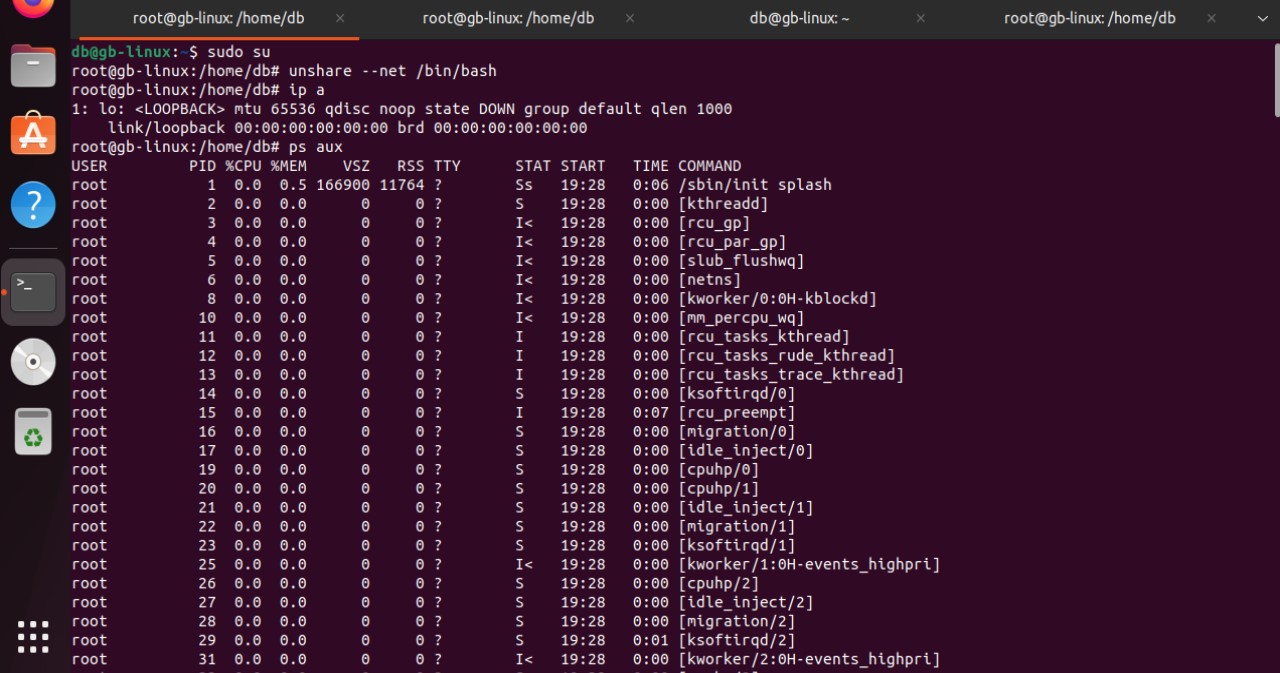 root@gb-linux: /home/db × root@gb-linux: /home/db × db@gb-linux: ~ × root@gb-linux: /home/db ×
db@gb-linux:~$ sudo su
root@gb-linux:/home/db# unshare --net /bin/bash
root@gb-linux:/home/db# ip a
1: lo: <LOOPBACK> mtu 65536 qdisc noop state DOWN group default qlen 1000
    link/loopback 00:00:00:00:00:00 brd 00:00:00:00:00:00
root@gb-linux:/home/db# ps aux
USER         PID %CPU %MEM    VSZ   RSS TTY      STAT START   TIME COMMAND
root           1  0.0  0.5 166900 11764 ?        Ss   19:28   0:06 /sbin/init splash
root           2  0.0  0.0      0     0 ?        S    19:28   0:00 [kthreadd]
root           3  0.0  0.0      0     0 ?        I<   19:28   0:00 [rcu_gp]
root           4  0.0  0.0      0     0 ?        I<   19:28   0:00 [rcu_par_gp]
root           5  0.0  0.0      0     0 ?        I<   19:28   0:00 [slub_flushwq]
root           6  0.0  0.0      0     0 ?        I<   19:28   0:00 [netns]
root           8  0.0  0.0      0     0 ?        I<   19:28   0:00 [kworker/0:0H-kblockd]
root          10  0.0  0.0      0     0 ?        I<   19:28   0:00 [mm_percpu_wq]
root          11  0.0  0.0      0     0 ?        I    19:28   0:00 [rcu_tasks_kthread]
root          12  0.0  0.0      0     0 ?        I    19:28   0:00 [rcu_tasks_rude_kthread]
root          13  0.0  0.0      0     0 ?        I    19:28   0:00 [rcu_tasks_trace_kthread]
root          14  0.0  0.0      0     0 ?        S    19:28   0:00 [ksoftirqd/0]
root          15  0.0  0.0      0     0 ?        I    19:28   0:07 [rcu_preempt]
root          16  0.0  0.0      0     0 ?        S    19:28   0:00 [migration/0]
root          17  0.0  0.0      0     0 ?        S    19:28   0:00 [idle_inject/0]
root          19  0.0  0.0      0     0 ?        S    19:28   0:00 [cpuhp/0]
root          20  0.0  0.0      0     0 ?        S    19:28   0:00 [cpuhp/1]
root          21  0.0  0.0      0     0 ?        S    19:28   0:00 [idle_inject/1]
root          22  0.0  0.0      0     0 ?        S    19:28   0:00 [migration/1]
root          23  0.0  0.0      0     0 ?        S    19:28   0:00 [ksoftirqd/1]
root          25  0.0  0.0      0     0 ?        I<   19:28   0:00 [kworker/1:0H-events_highpri]
root          26  0.0  0.0      0     0 ?        S    19:28   0:00 [cpuhp/2]
root          27  0.0  0.0      0     0 ?        S    19:28   0:00 [idle_inject/2]
root          28  0.0  0.0      0     0 ?        S    19:28   0:00 [migration/2]
root          29  0.0  0.0      0     0 ?        S    19:28   0:01 [ksoftirqd/2]
root          31  0.0  0.0      0     0 ?        I<   19:28   0:00 [kworker/2:0H-events_highpri]